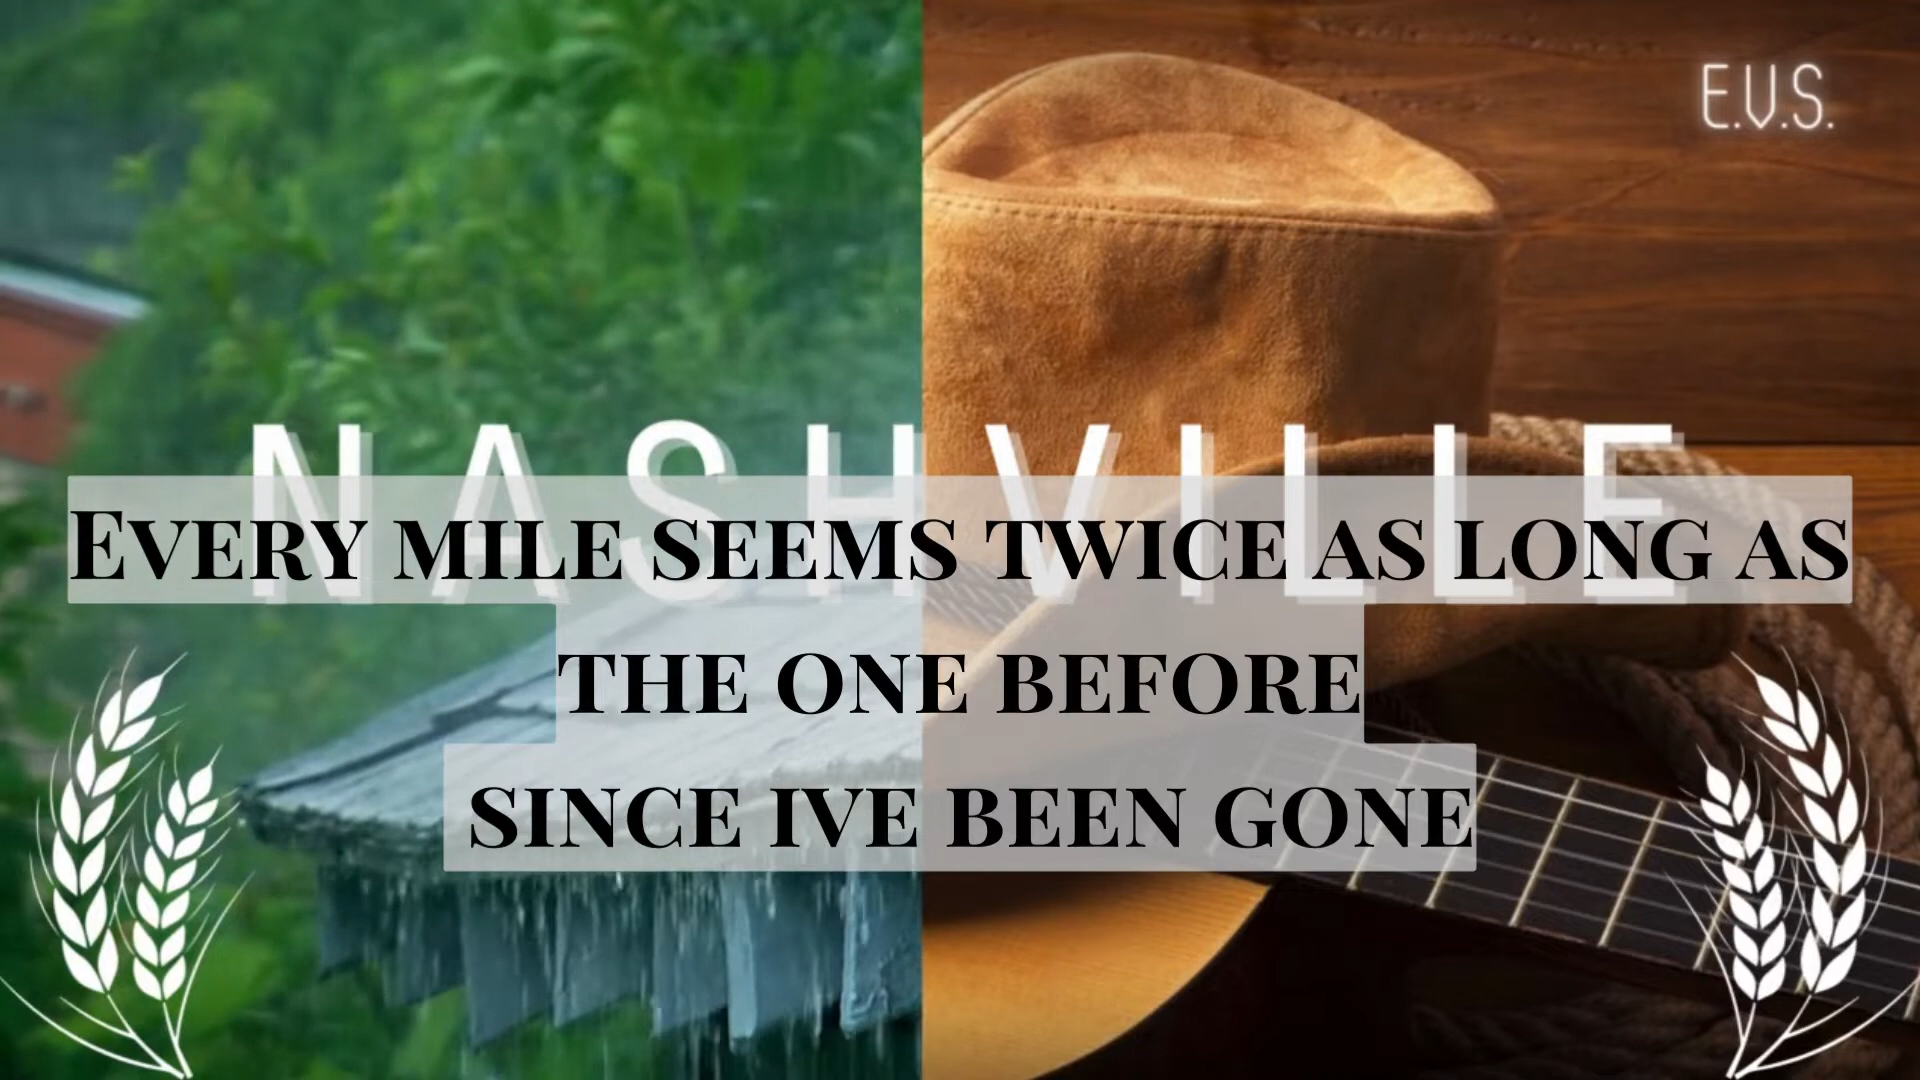 E.V.S.
NASHVILLE
Every mile seems twice as long as
the one before
since ive been gone